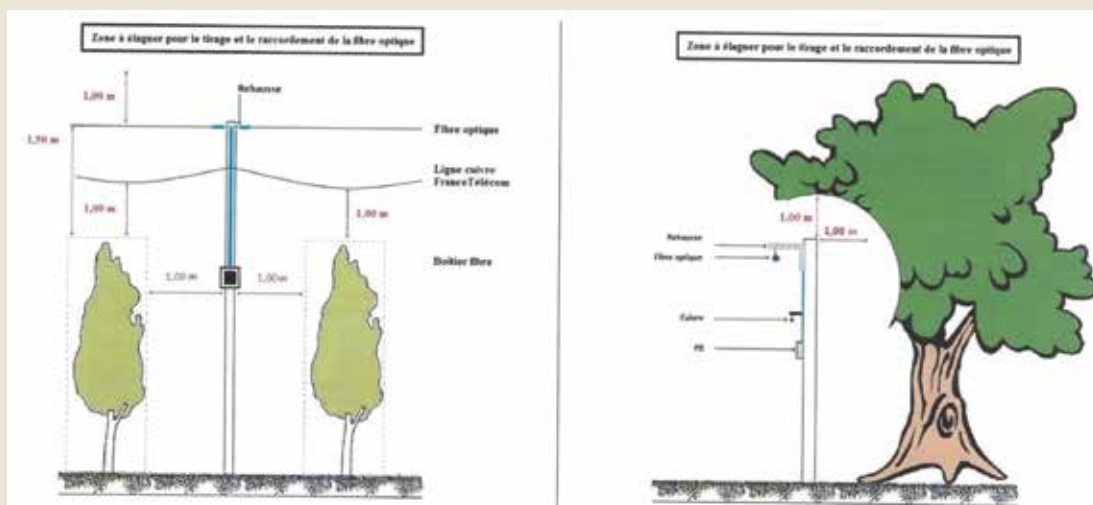 Zone à élaguer pour le tirage et le raccordement de la fibre optique
Rehausse
1,00 m
1,50 m
Fibre optique
Ligne cuivre
FranceTélécom
1,00 m
1,00 m
Boîtier fibre
1,00 m
1,00 m
Zone à élaguer pour le tirage et le raccordement de la fibre optique
1,00 m
1,00 m
Rehausse
Fibre optique
Cuivre
PB